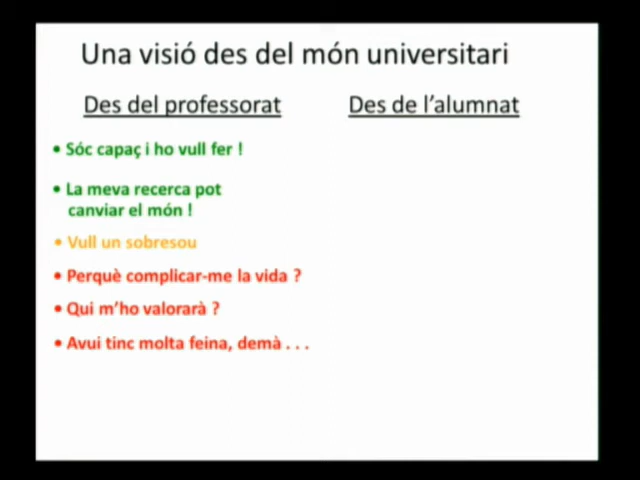 Una visió des del món universitari
Des del professorat
Des de l’alumnat
• Sóc capaç i ho vull fer !
• La meva recerca pot
canviar el món !
• Vull un sobresou
• Perquè complicar-me la vida ?
• Qui m’ho valorarà ?
• Avui tinc molta feina, demà . . .